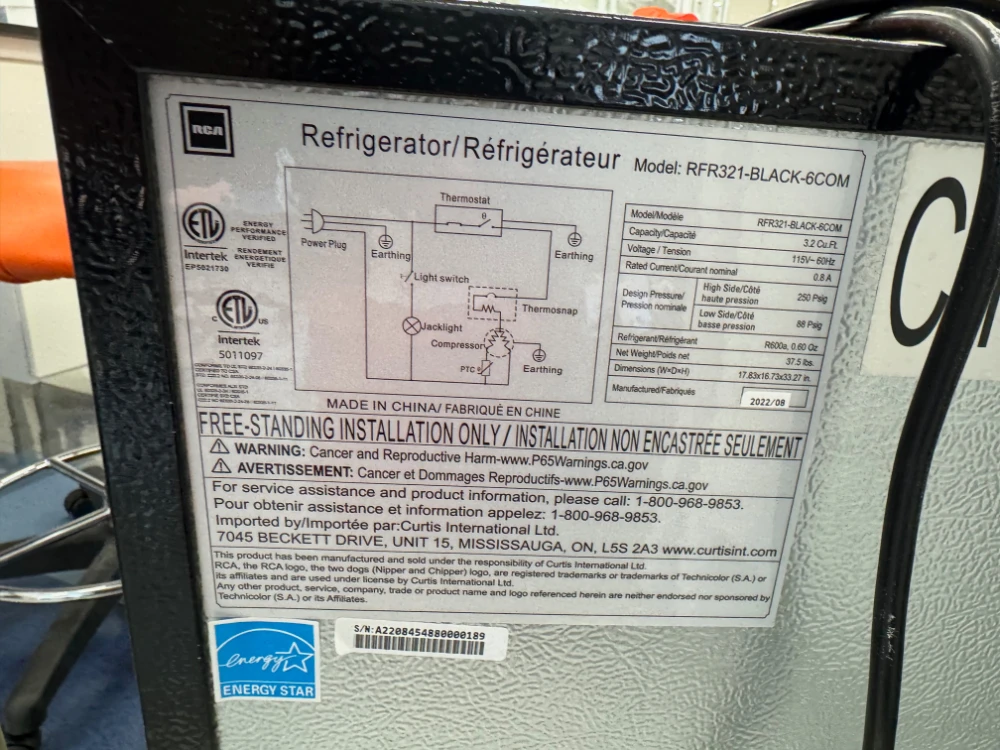 RCA
Refrigerator/Réfrigérateur
Model: RFR321-BLACK-6COM
ETL
Intertek
EP5021730
ENERGY
PERFORMANCE
VERIFIED
RENDEMENT
ENERGETIQUE
VERIFIE
C ETL US
Intertek
5011097
Thermostat
θ
Power Plug
Earthing
Earthing
Light switch
Thermosnap
Jacklight
Compressor
PTC
Earthing
Model/Modèle RFR321-BLACK-6COM
Capacity/Capacité 3.2 Cu.Ft.
Voltage / Tension 115V~ 60Hz
Rated Current/Courant nominal 0.8 A
Design Pressure/
Pression nominale
High Side/Côté
haute pression
250 Psig
Low Side/Côté
basse pression
88 Psig
Refrigerant/Réfrigérant R600a, 0.60 Oz
Net Weight/Poids net 37.5 lbs.
Dimensions (W×D×H) 17.83x16.73x33.27 in.
Manufactured/Fabriqués 2022/08
MADE IN CHINA/ FABRIQUÉ EN CHINE
FREE-STANDING INSTALLATION ONLY / INSTALLATION NON ENCASTRÉE SEULEMENT
WARNING: Cancer and Reproductive Harm-www.P65Warnings.ca.gov
AVERTISSEMENT: Cancer et Dommages Reproductifs-www.P65Warnings.ca.gov
For service assistance and product information, please call: 1-800-968-9853.
Pour obtenir assistance et information appelez: 1-800-968-9853.
Imported by/Importée par:Curtis International Ltd.
7045 BECKETT DRIVE, UNIT 15, MISSISSAUGA, ON, L5S 2A3 www.curtisint.com
This product has been manufactured and sold under the responsibility of Curtis International Ltd.
RCA, the RCA logo, the two dogs (Nipper and Chipper) logo, are registered trademarks or trademarks of Technicolor (S.A.) or
its affiliates and are used under license by Curtis International Ltd.
Any other product, service, company, trade or product name and logo referenced herein are neither endorsed nor sponsored by
Technicolor (S.A.) or its Affiliates.
energy
ENERGY STAR
S/N:A2208454880000189